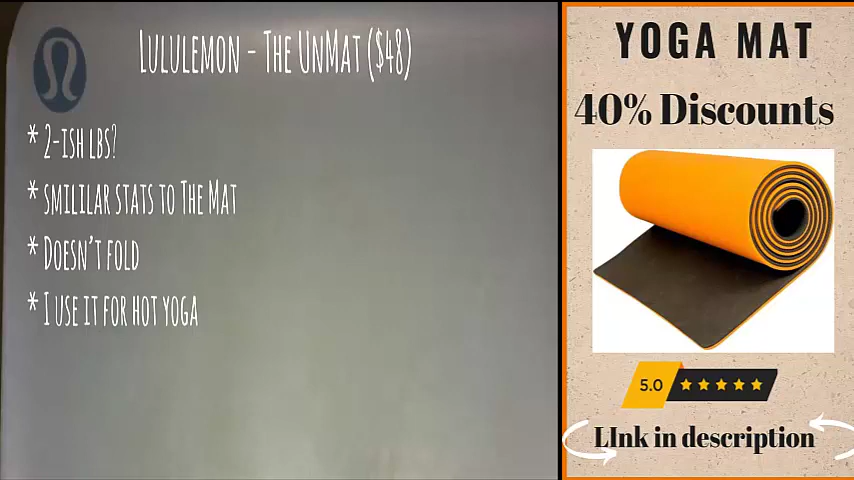 Lululemon - The UnMat ($48)
* 2-ish lbs?
* smililar stats to The Mat
* Doesn't fold
* I use it for hot yoga
YOGA MAT
40% Discounts
5.0
LInk in description